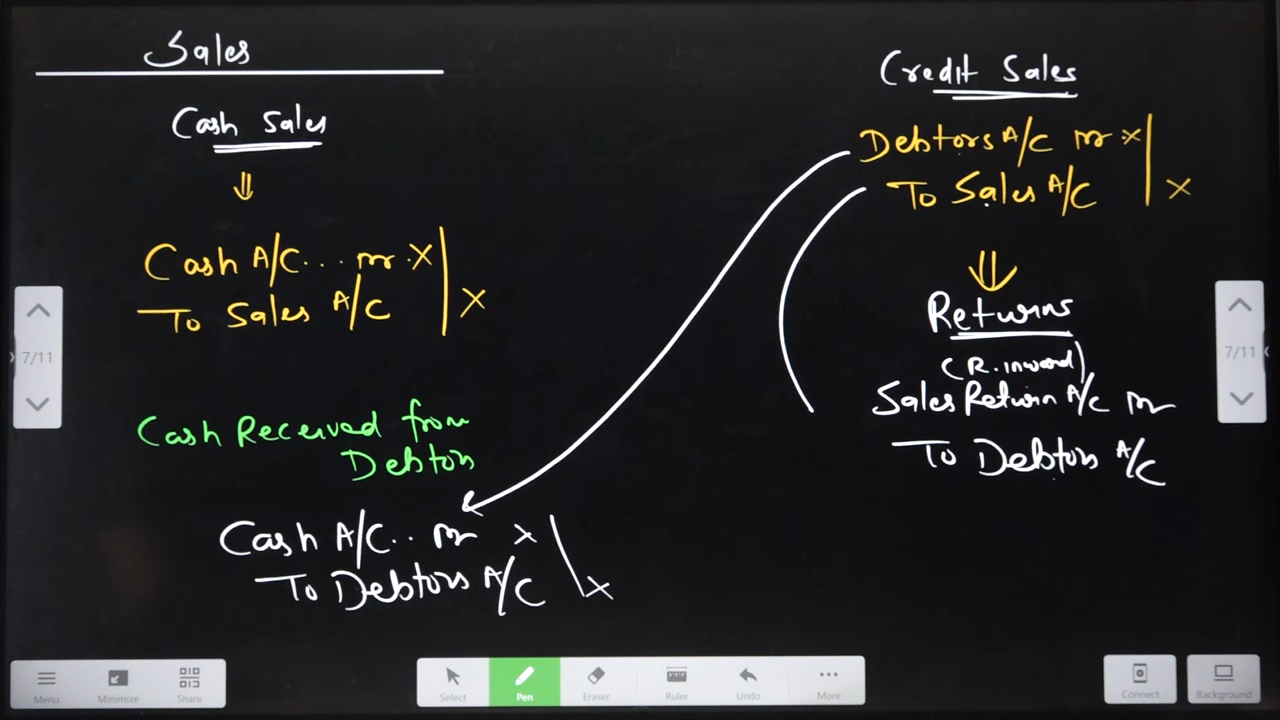 Sales
Cash Sales
⇓
Cash A/C... Dr X
To Sales A/C X
Cash Received from
Debtors
Cash A/C.. Dr X
To Debtors A/C X
Credit Sales
Debtors A/C Dr X
To Sales A/C X
⇓
Returns
(R. inward)
Sales Return A/C Dr
To Debtors A/C
7/11
7/11
Menu
Minimize
Share
Select
Pen
Eraser
Ruler
Undo
More
Connect
Background